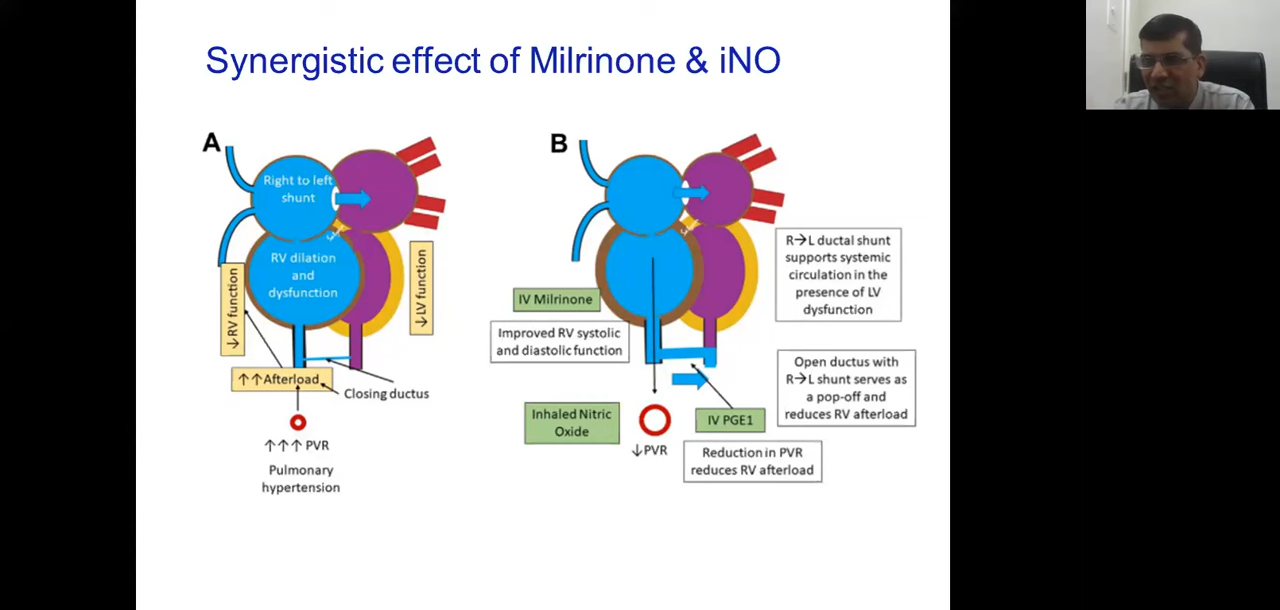 Synergistic effect of Milrinone & iNO
A
Right to left
shunt
RV dilation
and
dysfunction
↓RV function
↓LV function
↑↑Afterload
Closing ductus
↑↑↑ PVR
Pulmonary
hypertension
B
IV Milrinone
Improved RV systolic
and diastolic function
Inhaled Nitric
Oxide
↓PVR
IV PGE1
Reduction in PVR
reduces RV afterload
R→L ductal shunt
supports systemic
circulation in the
presence of LV
dysfunction
Open ductus with
R→L shunt serves as
a pop-off and
reduces RV afterload